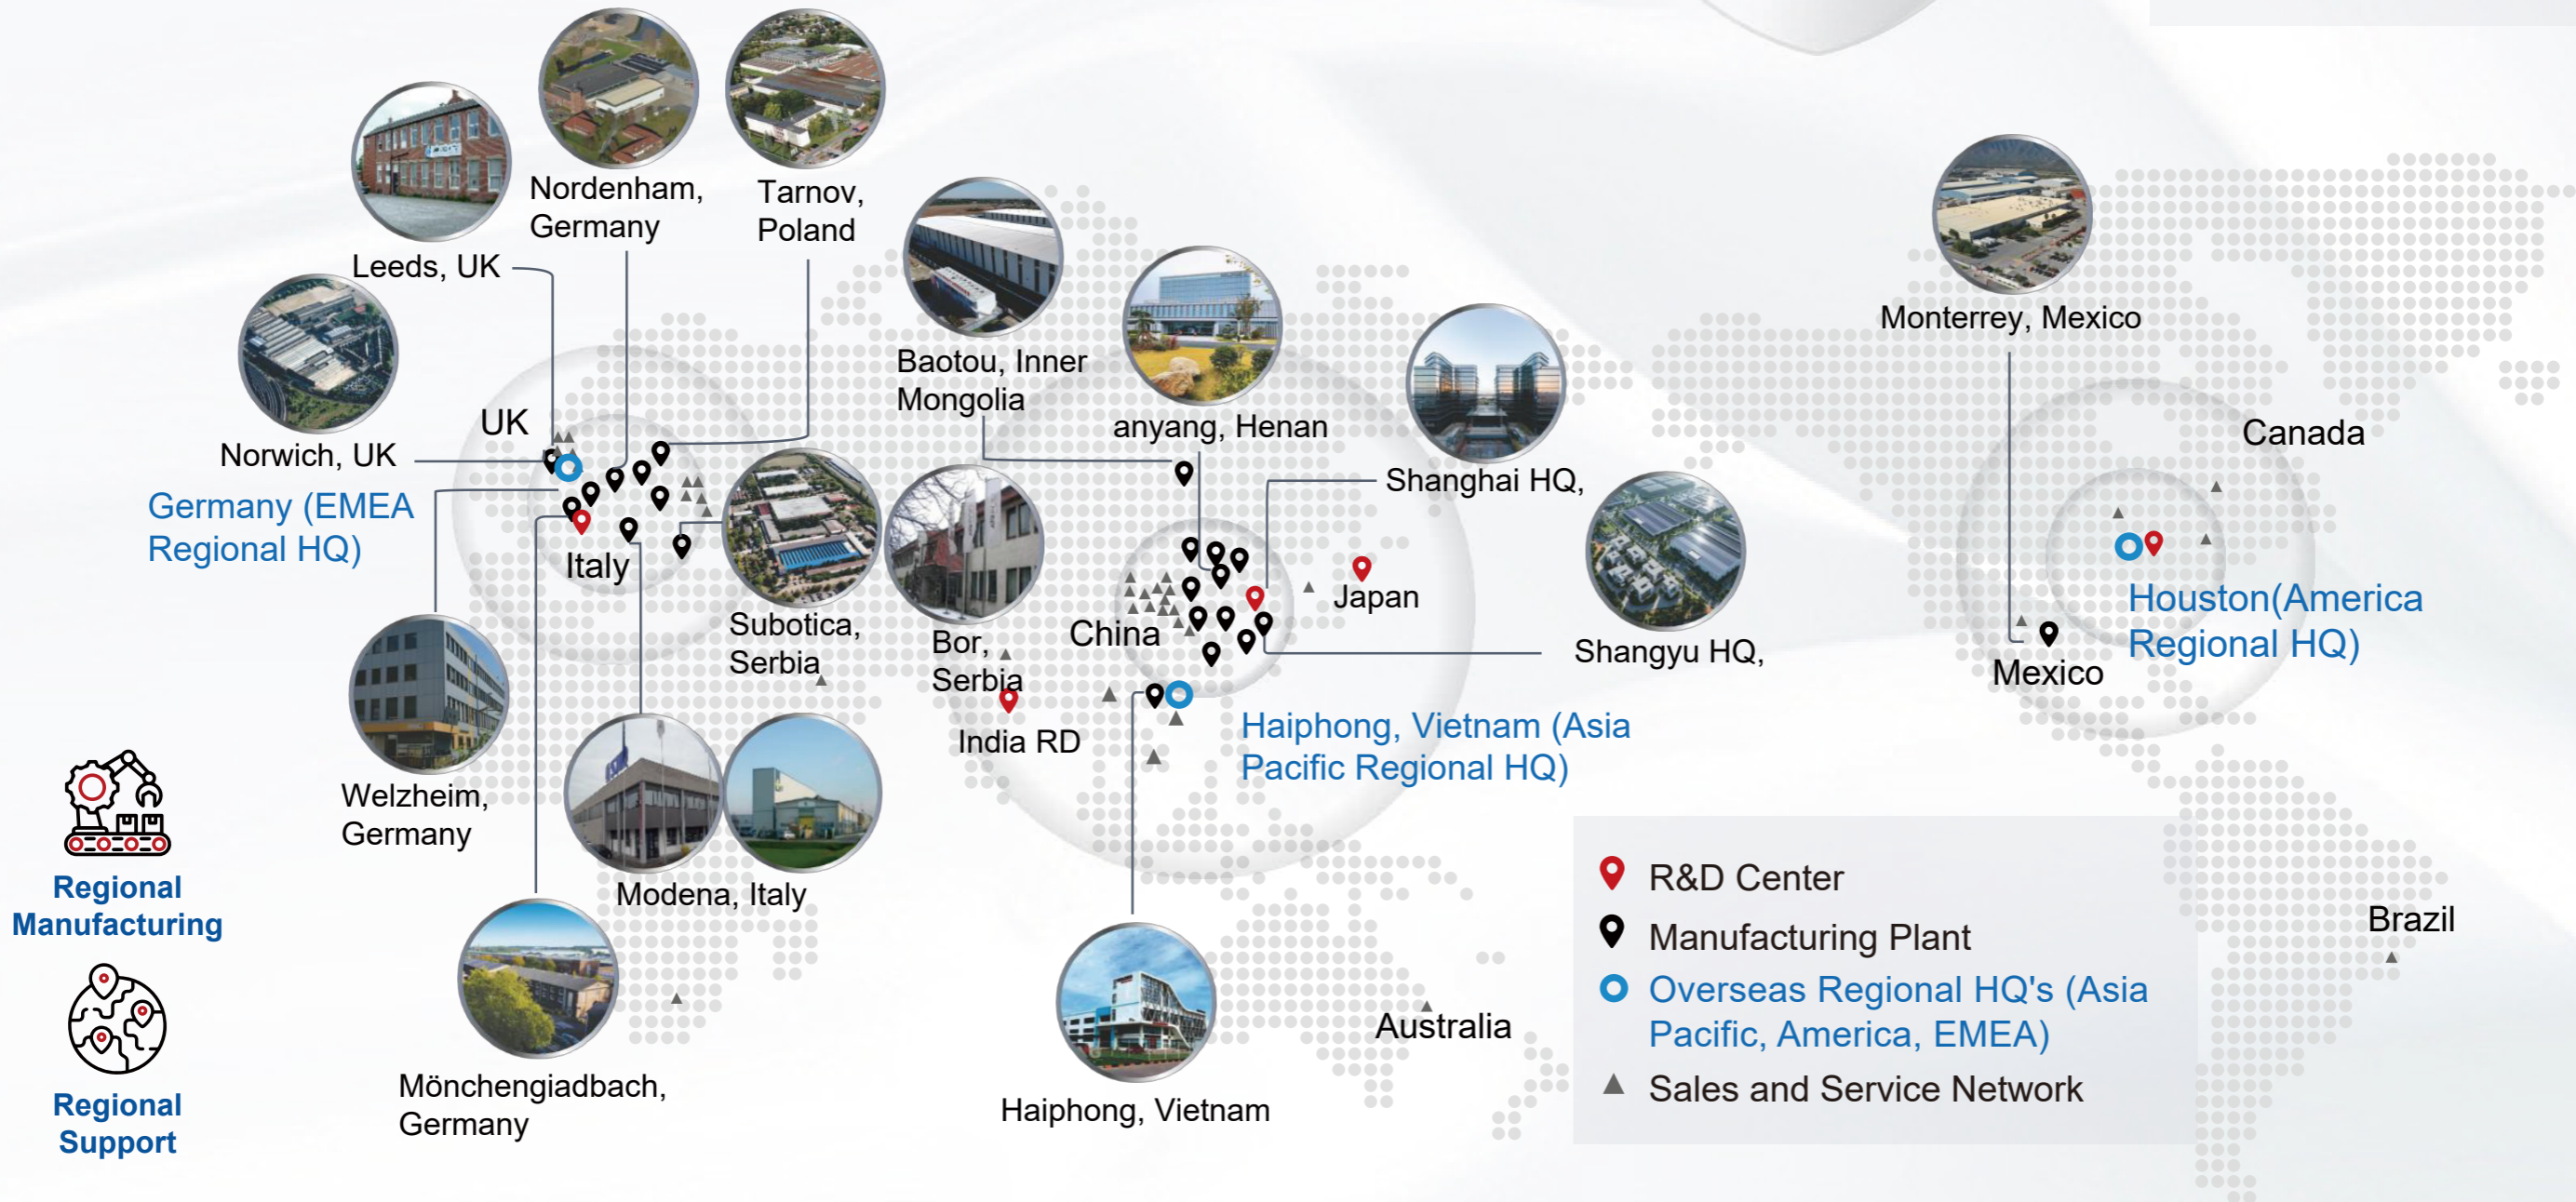 Nordenham,
Germany
Tarnov,
Poland
Leeds, UK
Norwich, UK
UK
Germany (EMEA
Regional HQ)
Italy
Baotou, Inner
Mongolia
anyang, Henan
Shanghai HQ,
Shangyu HQ,
Monterrey, Mexico
Canada
Houston(America
Regional HQ)
Mexico
Japan
China
Subotica,
Serbia
Bor,
Serbia
India RD
Haiphong, Vietnam (Asia
Pacific Regional HQ)
Welzheim,
Germany
Modena, Italy
Mönchengiadbach,
Germany
Haiphong, Vietnam
Australia
Brazil
Regional
Manufacturing
Regional
Support
R&D Center
Manufacturing Plant
Overseas Regional HQ's (Asia
Pacific, America, EMEA)
Sales and Service Network